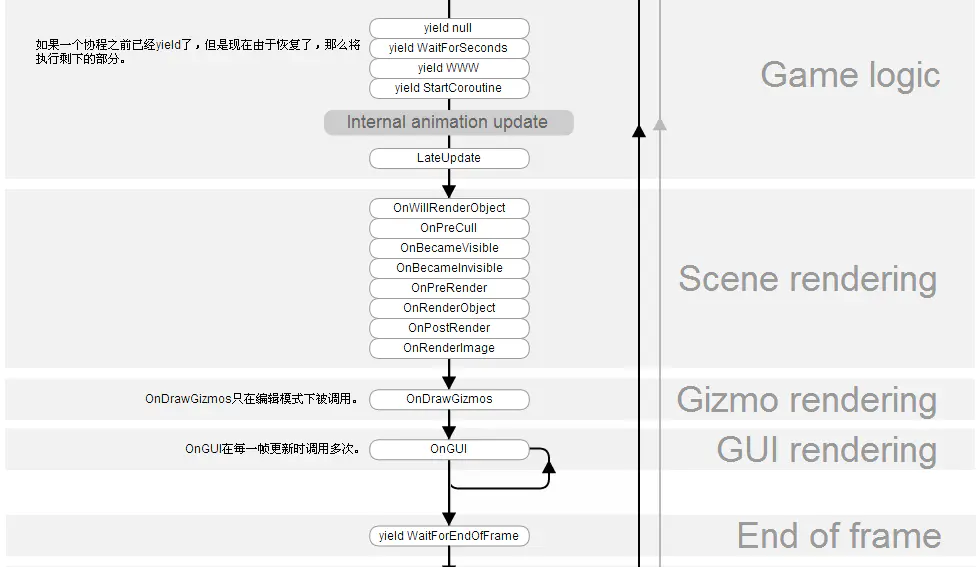 yield null
如果一个协程之前已经yield了，但是现在由于恢复了，那么将
执行剩下的部分。
yield WaitForSeconds
yield WWW
yield StartCoroutine
Game logic
Internal animation update
LateUpdate
OnWillRenderObject
OnPreCull
OnBecameVisible
OnBecameInvisible
OnPreRender
OnRenderObject
OnPostRender
OnRenderImage
Scene rendering
OnDrawGizmos只在编辑模式下被调用。
OnDrawGizmos
Gizmo rendering
OnGUI在每一帧更新时调用多次。
OnGUI
GUI rendering
yield WaitForEndOfFrame
End of frame